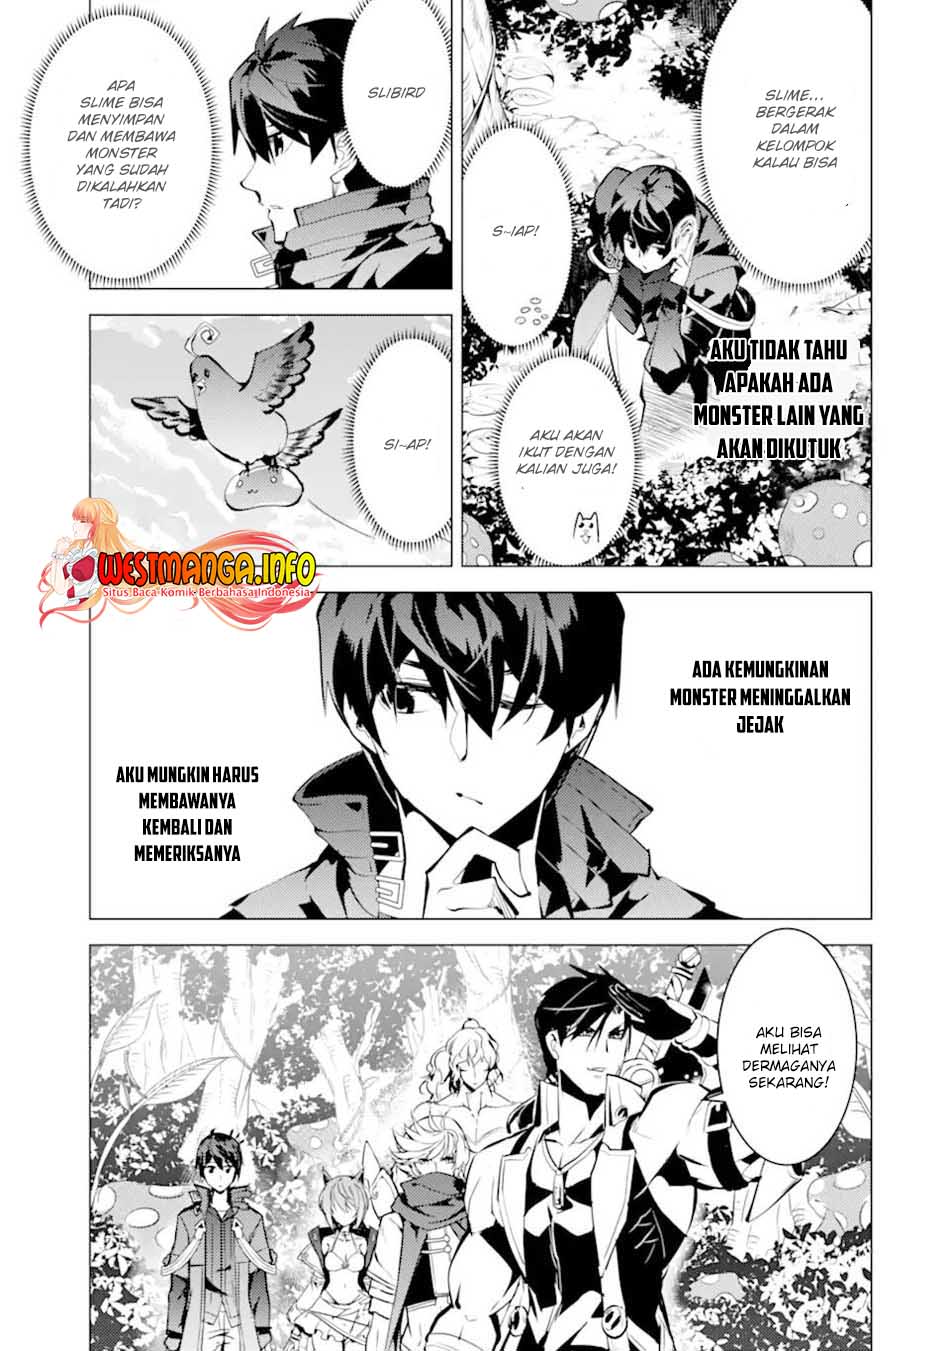 SLIME...
BERGERAK
DALAM
KELOMPOK
KALAU BISA
S~IAP!
AKU TIDAK TAHU
APAKAH ADA
MONSTER LAIN YANG
AKAN DIKUTUK
AKU AKAN
IKUT DENGAN
KALIAN JUGA!
SLIBIRD
APA
SLIME BISA
MENYIMPAN
DAN MEMBAWA
MONSTER
YANG SUDAH
DIKALAHKAN
TADI?
SI~AP!
WESTMANGA.INFO
Situs Baca Komik Berbahasa Indonesia
ADA KEMUNGKINAN
MONSTER MENINGGALKAN
JEJAK
AKU MUNGKIN HARUS
MEMBAWANYA
KEMBALI DAN
MEMERIKSANYA
AKU BISA
MELIHAT
DERMAGANYA
SEKARANG!